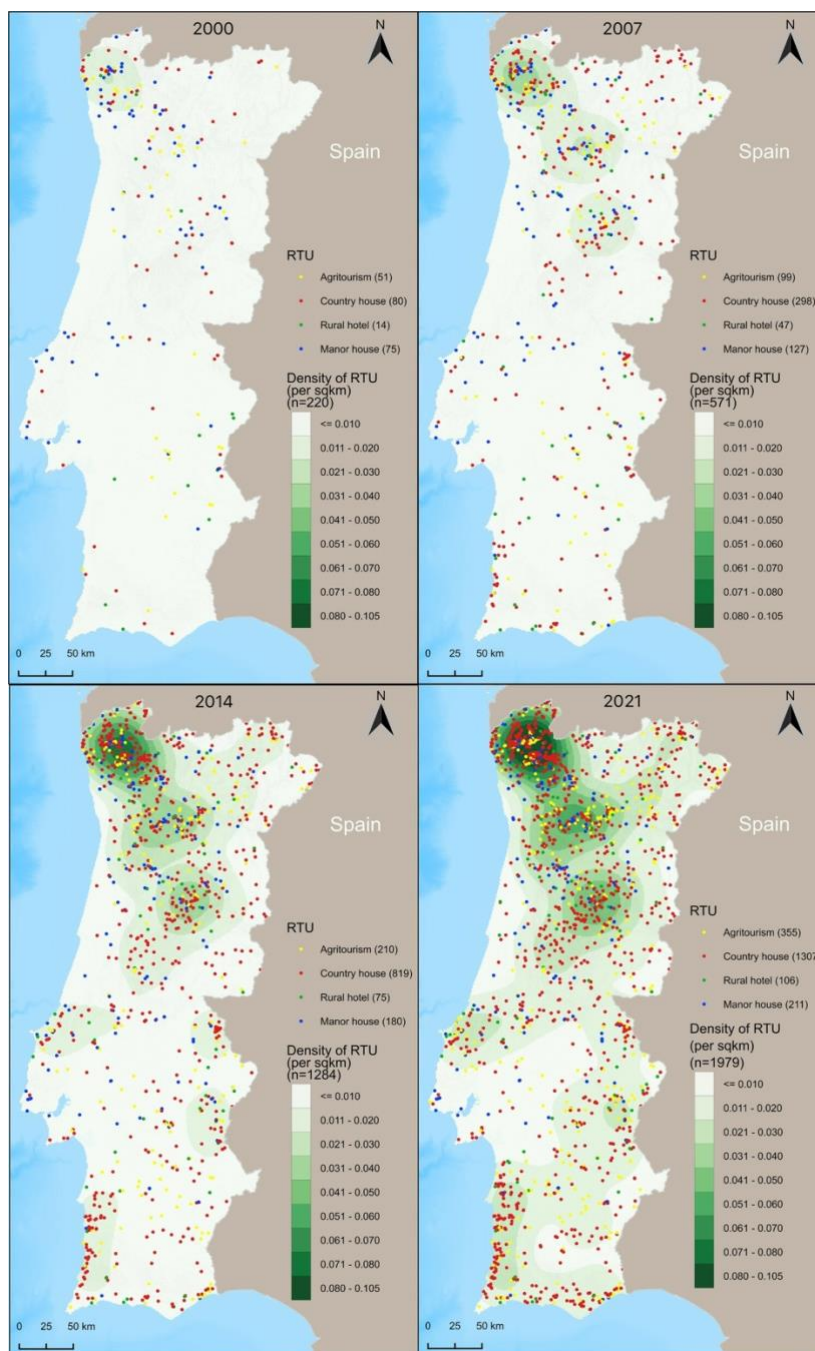 2000
N
Spain
RTU
Agritourism (51)
Country house (80)
Rural hotel (14)
Manor house (75)
Density of RTU
(per sqkm)
(n=220)
<= 0.010
0.011 - 0.020
0.021 - 0.030
0.031 - 0.040
0.041 - 0.050
0.051 - 0.060
0.061 - 0.070
0.071 - 0.080
0.080 - 0.105
0 25 50 km
2007
N
Spain
RTU
Agritourism (99)
Country house (298)
Rural hotel (47)
Manor house (127)
Density of RTU
(per sqkm)
(n=571)
<= 0.010
0.011 - 0.020
0.021 - 0.030
0.031 - 0.040
0.041 - 0.050
0.051 - 0.060
0.061 - 0.070
0.071 - 0.080
0.080 - 0.105
0 25 50 km
2014
N
Spain
RTU
Agritourism (210)
Country house (819)
Rural hotel (75)
Manor house (180)
Density of RTU
(per sqkm)
(n=1284)
<= 0.010
0.011 - 0.020
0.021 - 0.030
0.031 - 0.040
0.041 - 0.050
0.051 - 0.060
0.061 - 0.070
0.071 - 0.080
0.080 - 0.105
0 25 50 km
2021
N
Spain
RTU
Agritourism (355)
Country house (1307
Rural hotel (106)
Manor house (211)
Density of RTU
(per sqkm)
(n=1979)
<= 0.010
0.011 - 0.020
0.021 - 0.030
0.031 - 0.040
0.041 - 0.050
0.051 - 0.060
0.061 - 0.070
0.071 - 0.080
0.080 - 0.105
0 25 50 km